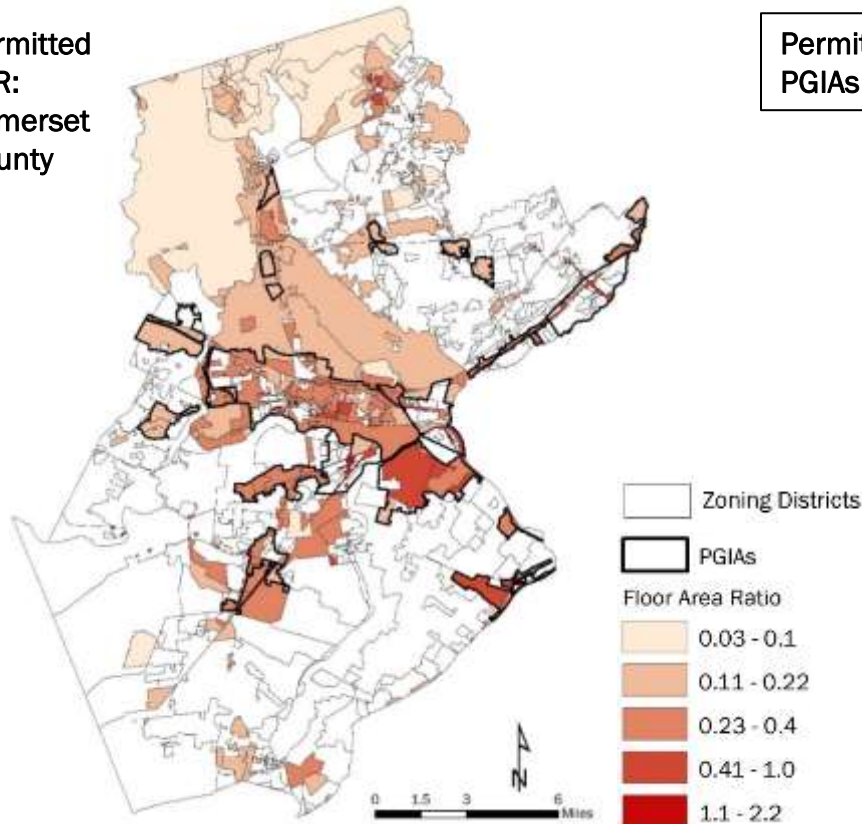 rmitted
R:
merset
unty
Permit
PGIAs
Zoning Districts
PGIAs
Floor Area Ratio
0.03 - 0.1
0.11 - 0.22
0.23 - 0.4
0.41 - 1.0
1.1 - 2.2
N
0 1.5 3 6
Miles